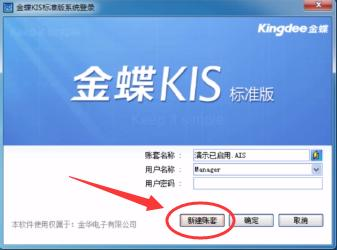 金蝶KIS标准版系统登录
Kingdee金蝶
金蝶KIS 标准版
账套名称： 演示已启用.AIS
用户名称： Manager
用户密码：
新建账套 确定 取消
本软件使用权属于：金华电子有限公司